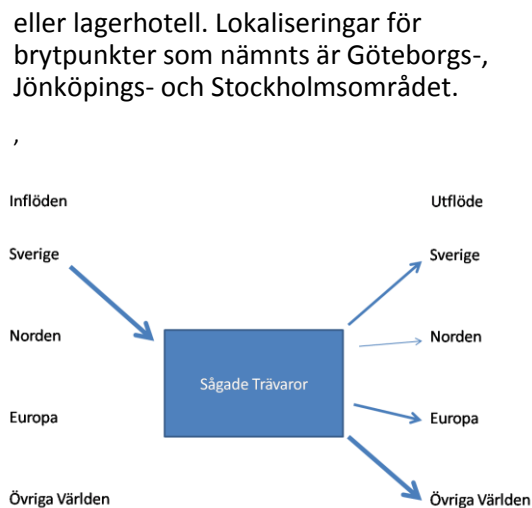 eller lagerhotell. Lokaliseringar för
brytpunkter som nämnts är Göteborgs-,
Jönköpings- och Stockholmsområdet.
,
Inflöden
Utflöde
Sverige
Sverige
Norden
Norden
Sågade Trävaror
Europa
Europa
Övriga Världen
Övriga Världen